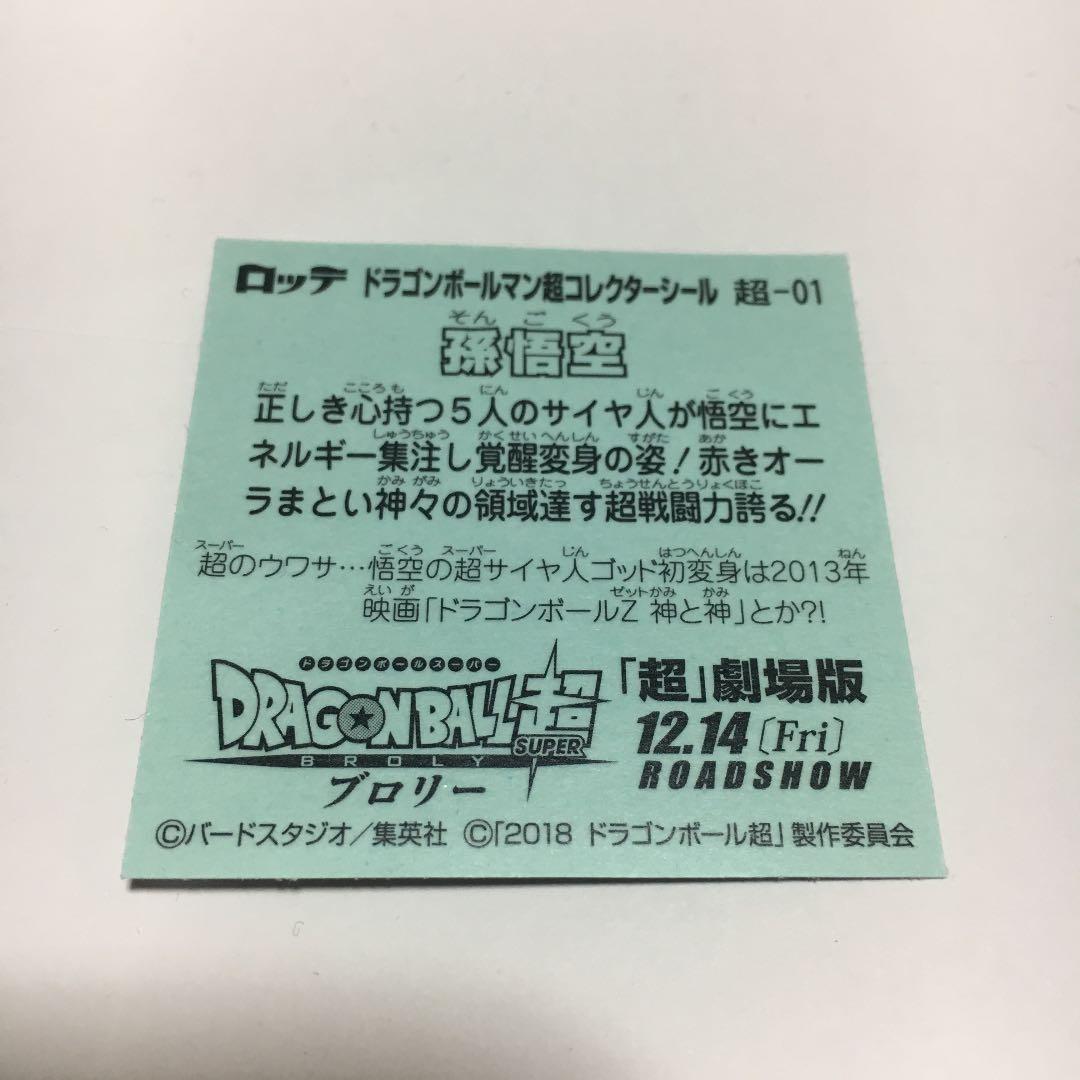 ロッテ ドラゴンボールマン超コレクターシール 超-01
そん ご くう
孫悟空
ただ こころ も にん じん ご くう
正しき心持つ5人のサイヤ人が悟空にエ
しゅうちゅう かくせいへんしん すがた あか
ネルギー集注し覚醒変身の姿!赤きオー
かみ がみ りょういきたっ ちょうせんとうりょくほこ
ラまとい神々の領域達す超戦闘力誇る!!
スーパー ごくう スーパー じん はつへんしん ねん
超のウワサ…悟空の超サイヤ人ゴッド初変身は2013年
えい が ゼットかみ かみ
映画「ドラゴンボールZ 神と神」とか?!
ドラゴンボールスーパー
DRAGONBALL超
SUPER
BROLY
ブロリー
「超」劇場版
12.14〔Fri〕
ROADSHOW
©バードスタジオ/集英社 ©「2018 ドラゴンボール超」製作委員会